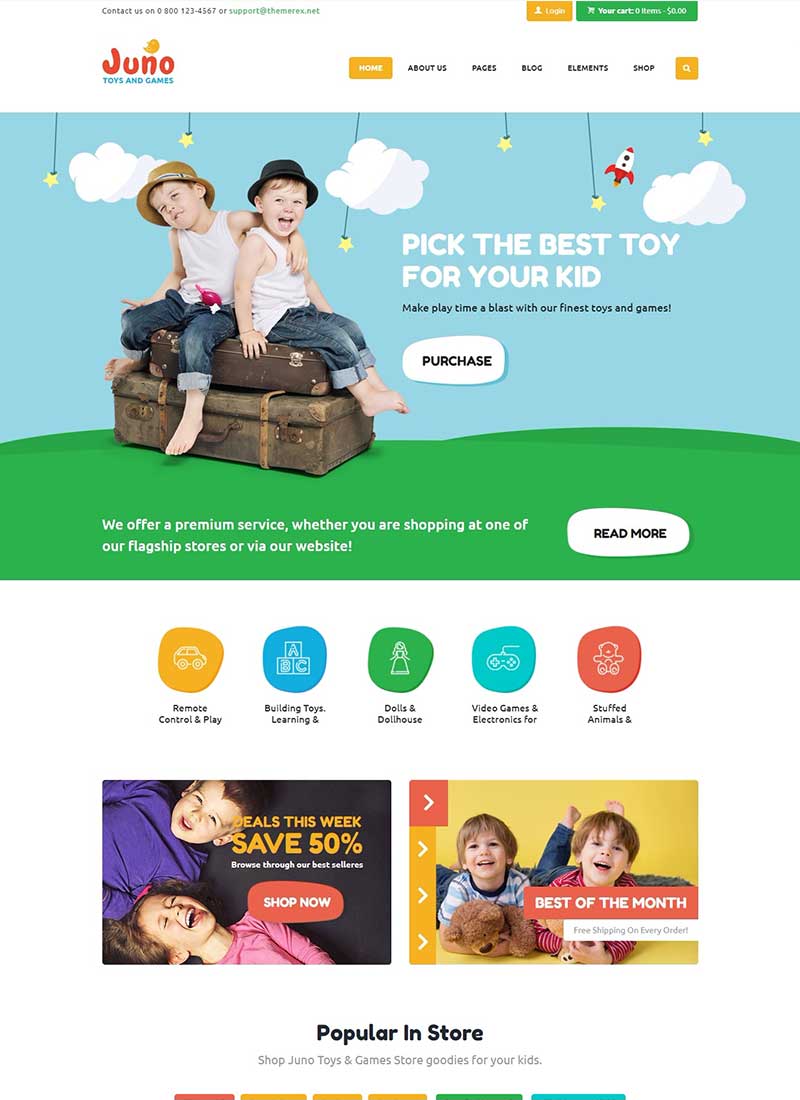 Contact us on 0 800 123-4567 or support@themerex.net
Login
Your cart: 0 items - $0.00
Juno
TOYS AND GAMES
HOME
ABOUT US
PAGES
BLOG
ELEMENTS
SHOP
PICK THE BEST TOY
FOR YOUR KID
Make play time a blast with our finest toys and games!
PURCHASE
We offer a premium service, whether you are shopping at one of
our flagship stores or via our website!
READ MORE
A
B C
Remote
Control & Play
Building Toys.
Learning &
Dolls &
Dollhouse
Video Games &
Electronics for
Stuffed
Animals &
DEALS THIS WEEK
SAVE 50%
Browse through our best selleres
SHOP NOW
BEST OF THE MONTH
Free Shipping On Every Order!
Popular In Store
Shop Juno Toys & Games Store goodies for your kids.